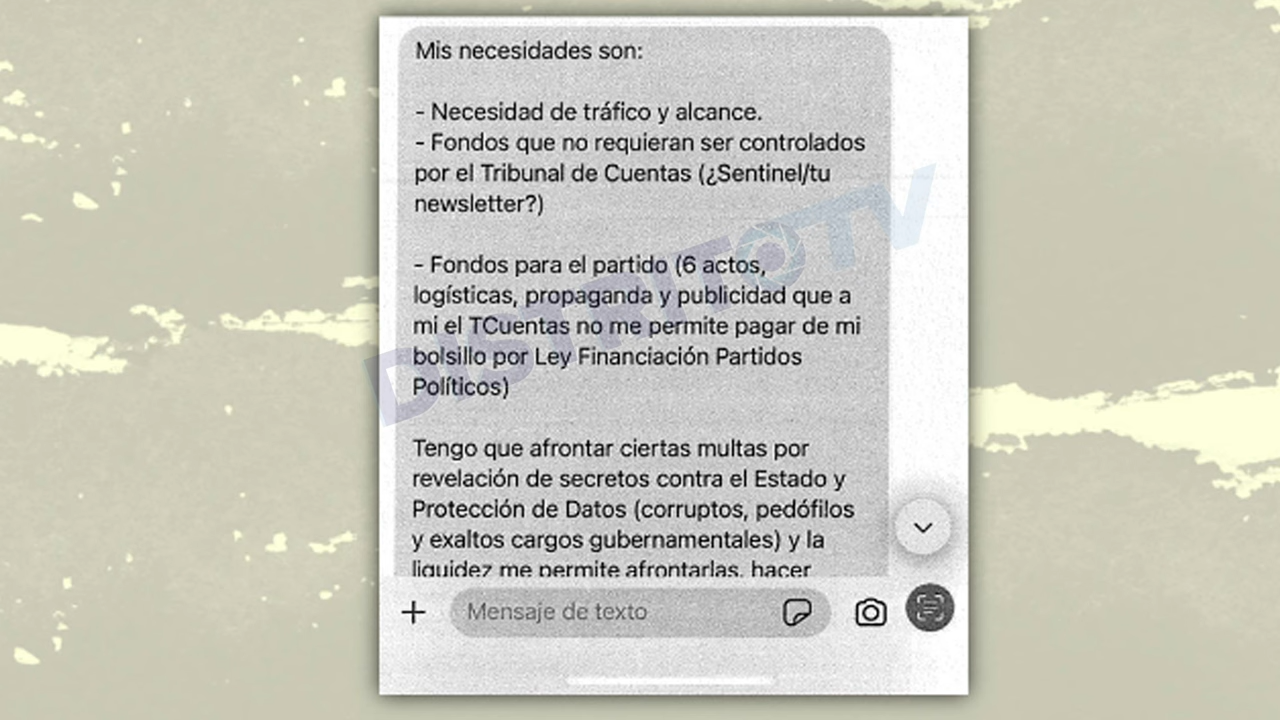 Mis necesidades son:
- Necesidad de tráfico y alcance.
- Fondos que no requieran ser controlados
por el Tribunal de Cuentas (¿Sentinel/tu
newsletter?)
- Fondos para el partido (6 actos,
logísticas, propaganda y publicidad que a
mi el TCuentas no me permite pagar de mi
bolsillo por Ley Financiación Partidos
Políticos)
Tengo que afrontar ciertas multas por
revelación de secretos contra el Estado y
Protección de Datos (corruptos, pedófilos
y exaltos cargos gubernamentales) y la
liquidez me permite afrontarlas, hacer
Mensaje de texto
DISTRITOTV